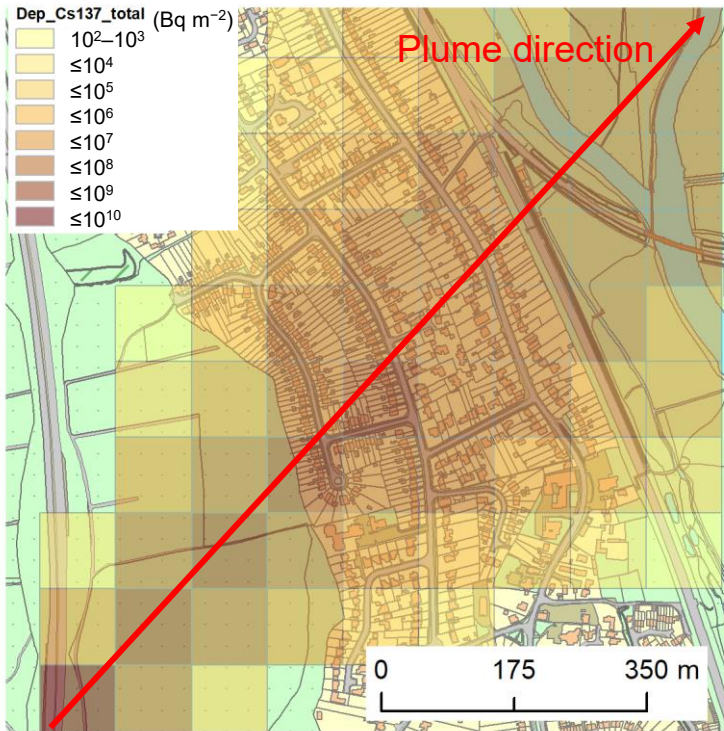 Dep_Cs137_total (Bq m⁻²)
10²–10³
≤10⁴
≤10⁵
≤10⁶
≤10⁷
≤10⁸
≤10⁹
≤10¹⁰
Plume direction
0 175 350 m